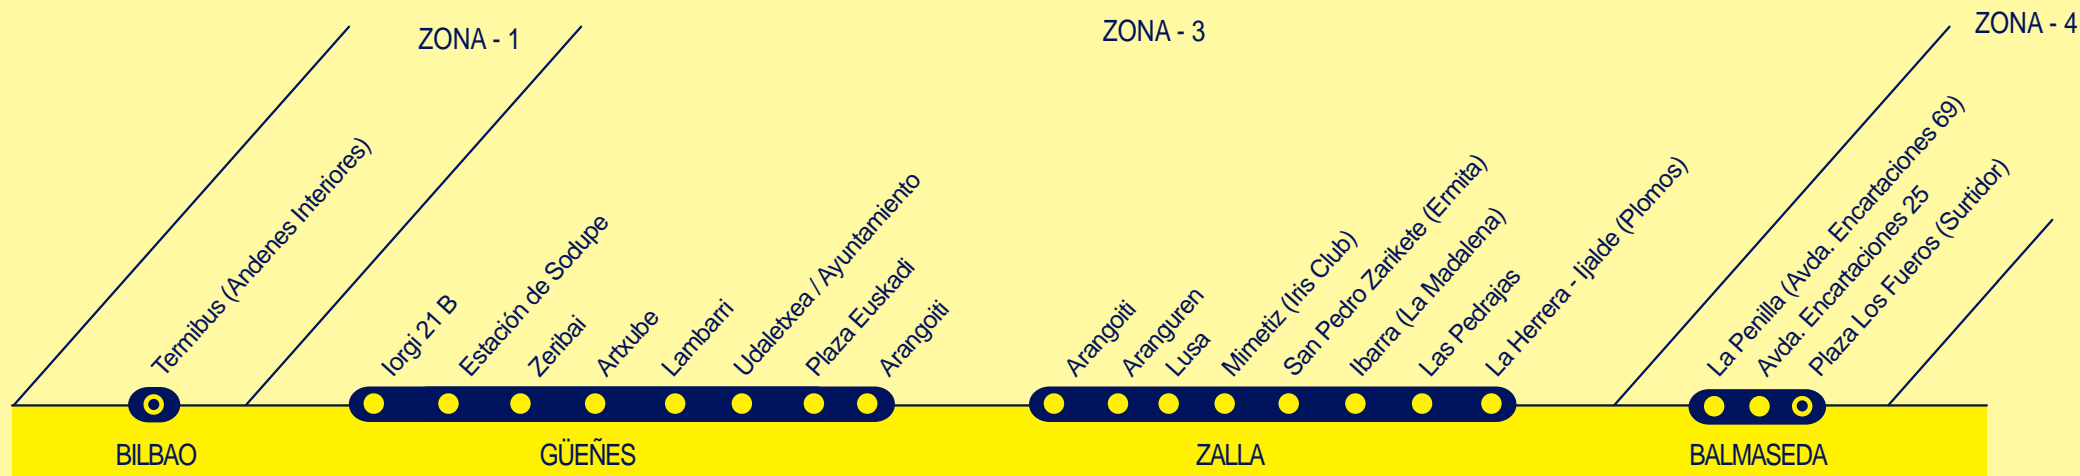 ZONA - 1
ZONA - 3
ZONA - 4
Termibus (Andenes Interiores)
Iorgi 21 B
Estación de Sodupe
Zeribai
Artxube
Lambarri
Udaletxea / Ayuntamiento
Plaza Euskadi
Arangoiti
Arangoiti
Aranguren
Lusa
Mimetiz (Iris Club)
San Pedro Zarikete (Ermita)
Ibarra (La Madalena)
Las Pedrajas
La Herrera - Ijalde (Plomos)
La Penilla (Avda. Encartaciones 69)
Avda. Encartaciones 25
Plaza Los Fueros (Surtidor)
BILBAO
GÜEÑES
ZALLA
BALMASEDA